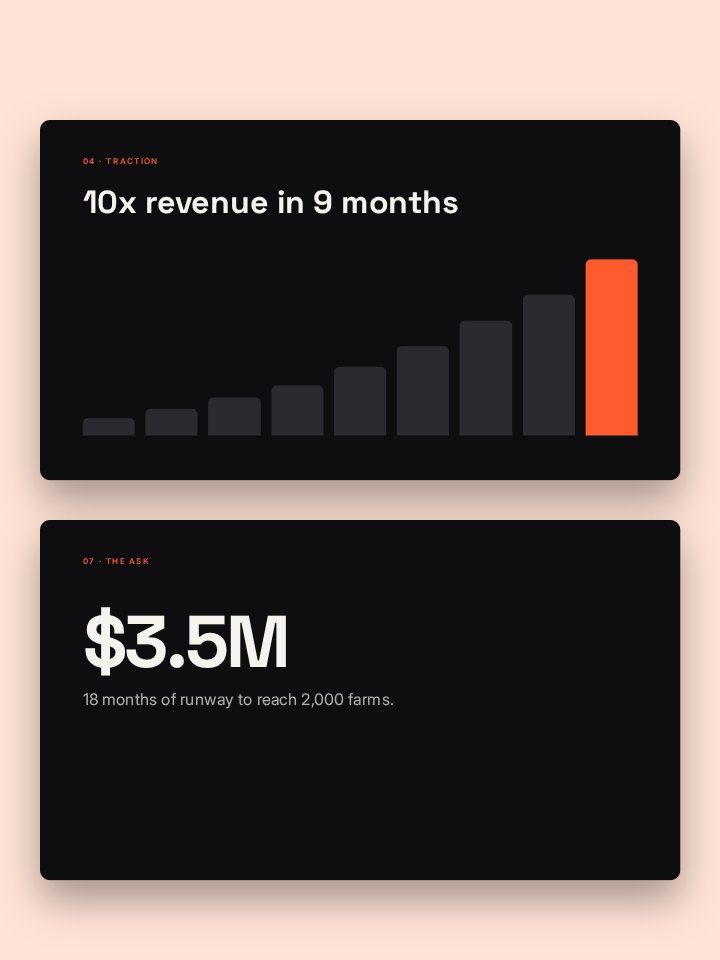 04 · TRACTION
10x revenue in 9 months
07 · THE ASK
$3.5M
18 months of runway to reach 2,000 farms.